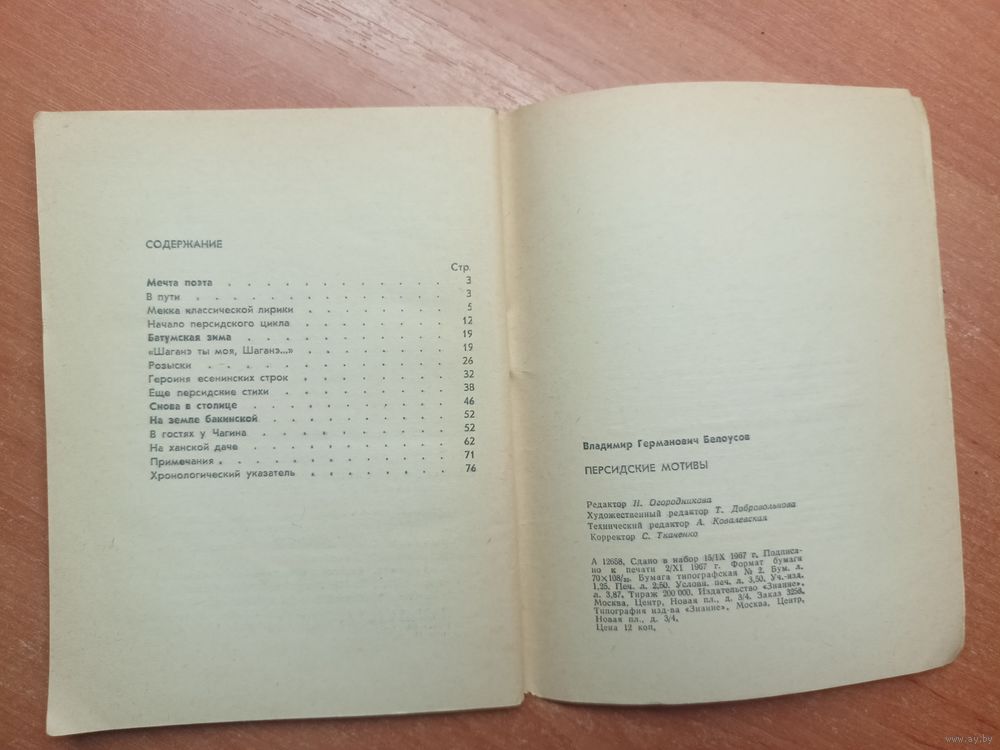 СОДЕРЖАНИЕ
Стр.
Мечта поэта . . . . . . . . . . . . 3
В пути . . . . . . . . . . . . . 3
Мекка классической лирики . . . . . . . 5
Начало персидского цикла . . . . . . . 12
Батумская зима . . . . . . . . . . 19
«Шаганэ ты моя, Шаганэ...» . . . . . . . 19
Розыски . . . . . . . . . . . . 26
Героиня есенинских строк . . . . . . . 32
Еще персидские стихи . . . . . . . . 38
Снова в столице . . . . . . . . . . 46
На земле бакинской . . . . . . . . . 52
В гостях у Чагина . . . . . . . . . 52
На ханской даче . . . . . . . . . . 62
Примечания . . . . . . . . . . . 71
Хронологический указатель . . . . . . . 76
Владимир Германович Белоусов
ПЕРСИДСКИЕ МОТИВЫ
Редактор Н. Огородникова
Художественный редактор Т. Добровольнова
Технический редактор А. Ковалевская
Корректор С. Ткаченко
А 12658. Сдано в набор 15/IX 1967 г. Подписа-
но к печати 2/XI 1967 г. Формат бумаги
70×108/32. Бумага типографская № 2. Бум. л.
1,25. Печ. л. 2,50. Условн. печ. л. 3,50. Уч.-изд.
л. 3,87. Тираж 200 000. Издательство «Знание»,
Москва, Центр, Новая пл., д. 3/4. Заказ 3258.
Типография изд-ва «Знание», Москва, Центр,
Новая пл., д. 3/4.
Цена 12 коп.
www.ay.by